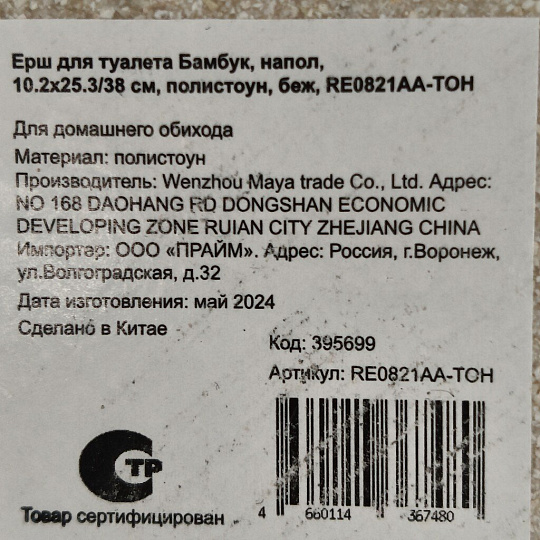 Ерш для туалета Бамбук, напол,
10.2x25.3/38 см, полистоун, беж, RE0821AA-TOH
Для домашнего обихода
Материал: полистоун
Производитель: Wenzhou Maya trade Co., Ltd. Адрес:
NO 168 DAOHANG RD DONGSHAN ECONOMIC
DEVELOPING ZONE RUIAN CITY ZHEJIANG CHINA
Импортер: ООО «ПРАЙМ». Адрес: Россия, г.Воронеж,
ул.Волгоградская, д.32
Дата изготовления: май 2024
Сделано в Китае
Код: 395699
Артикул: RE0821AA-TOH
СТР
Товар сертифицирован
4 660114 367480